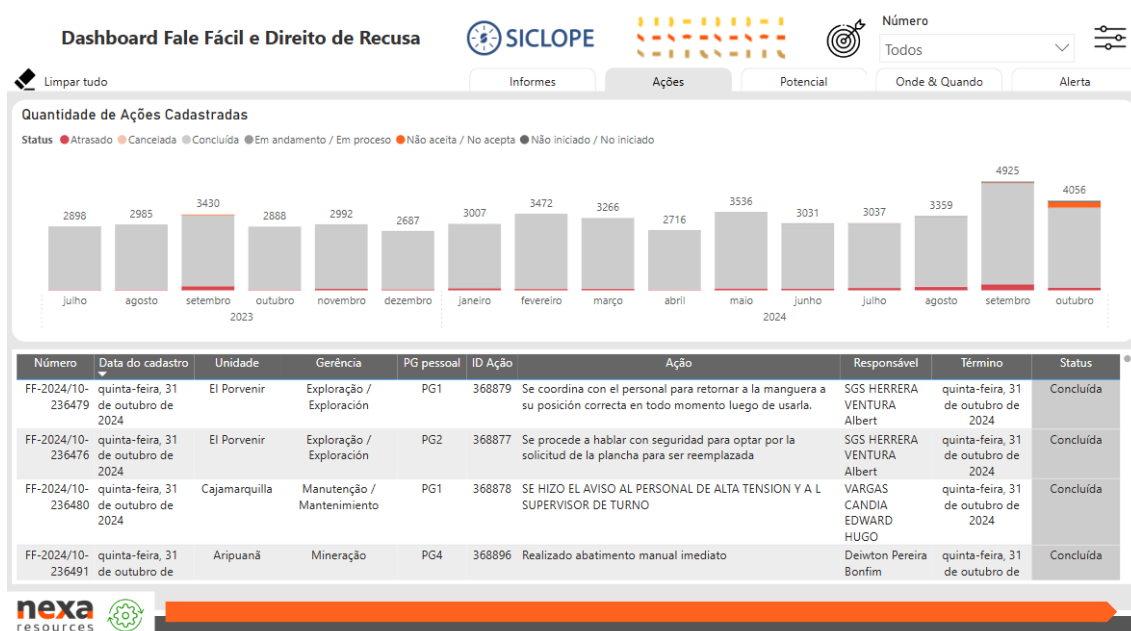 Dashboard Fale Fácil e Direito de Recusa
SICLOPE
Número
Todos
Limpar tudo
Informes
Ações
Potencial
Onde & Quando
Alerta
Quantidade de Ações Cadastradas
Status Atrasado Cancelada Concluída Em andamento / Em proceso Não aceita / No acepta Não iniciado / No iniciado
2898 2985 3430 2888 2992 2687 3007 3472 3266 2716 3536 3031 3037 3359 4925 4056
julho agosto setembro outubro novembro dezembro janeiro fevereiro março abril maio junho julho agosto setembro outubro
2023 2024
Número Data do cadastro Unidade Gerência PG pessoal ID Ação Ação Responsável Término Status
FF-2024/10- quinta-feira, 31 El Porvenir Exploração / PG1 368879 Se coordina con el personal para retornar a la manguera a SGS HERRERA quinta-feira, 31 Concluída
236479 de outubro de Exploración su posición correcta en todo momento luego de usarla. VENTURA de outubro de
2024 Albert 2024
FF-2024/10- quinta-feira, 31 El Porvenir Exploração / PG2 368877 Se procede a hablar con seguridad para optar por la SGS HERRERA quinta-feira, 31 Concluída
236476 de outubro de Exploración solicitud de la plancha para ser reemplazada VENTURA de outubro de
2024 Albert 2024
FF-2024/10- quinta-feira, 31 Cajamarquilla Manutenção / PG1 368878 SE HIZO EL AVISO AL PERSONAL DE ALTA TENSION Y A L VARGAS quinta-feira, 31 Concluída
236480 de outubro de Mantenimiento SUPERVISOR DE TURNO CANDIA de outubro de
2024 EDWARD 2024
HUGO
FF-2024/10- quinta-feira, 31 Aripuanã Mineração PG4 368896 Realizado abatimento manual imediato Deiwton Pereira quinta-feira, 31 Concluída
236491 de outubro de Bonfim de outubro de
nexa
resources